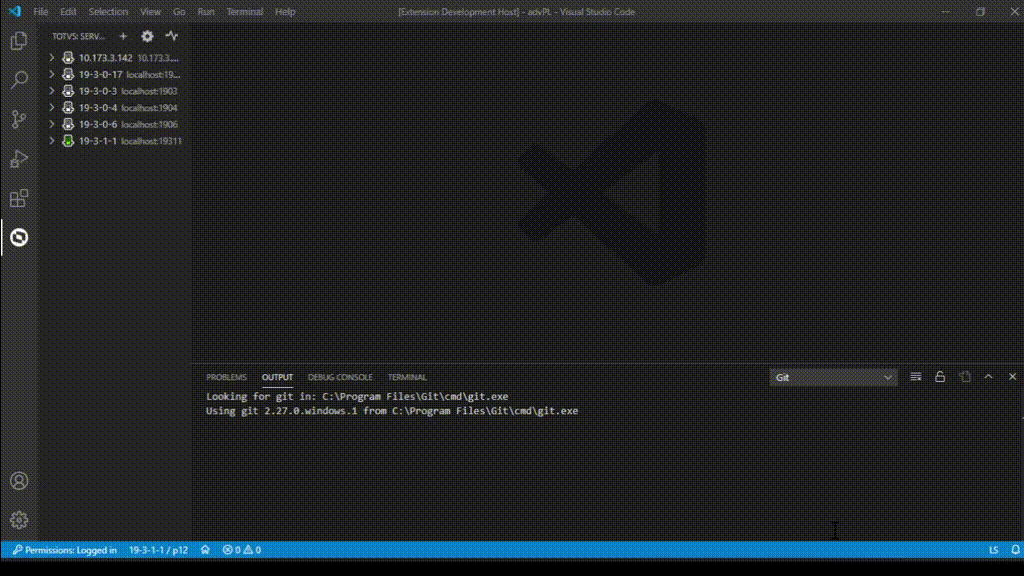 File Edit Selection View Go Run Terminal Help [Extension Development Host] - advPL - Visual Studio Code
TOTVS: SERV...
10.173.3.142 10.173.3....
19-3-0-17 localhost:19...
19-3-0-3 localhost:1903
19-3-0-4 localhost:1904
19-3-0-6 localhost:1906
19-3-1-1 localhost:19311
PROBLEMS OUTPUT DEBUG CONSOLE TERMINAL Git
Looking for git in: C:\Program Files\Git\cmd\git.exe
Using git 2.27.0.windows.1 from C:\Program Files\Git\cmd\git.exe
Permissions: Logged in 19-3-1-1 / p12 0 0 LS